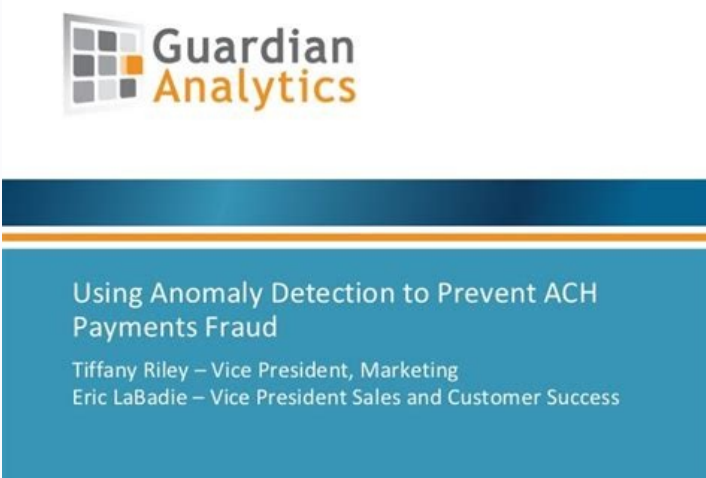 Guardian
Analytics
Using Anomaly Detection to Prevent ACH
Payments Fraud
Tiffany Riley – Vice President, Marketing
Eric LaBadie – Vice President Sales and Customer Success